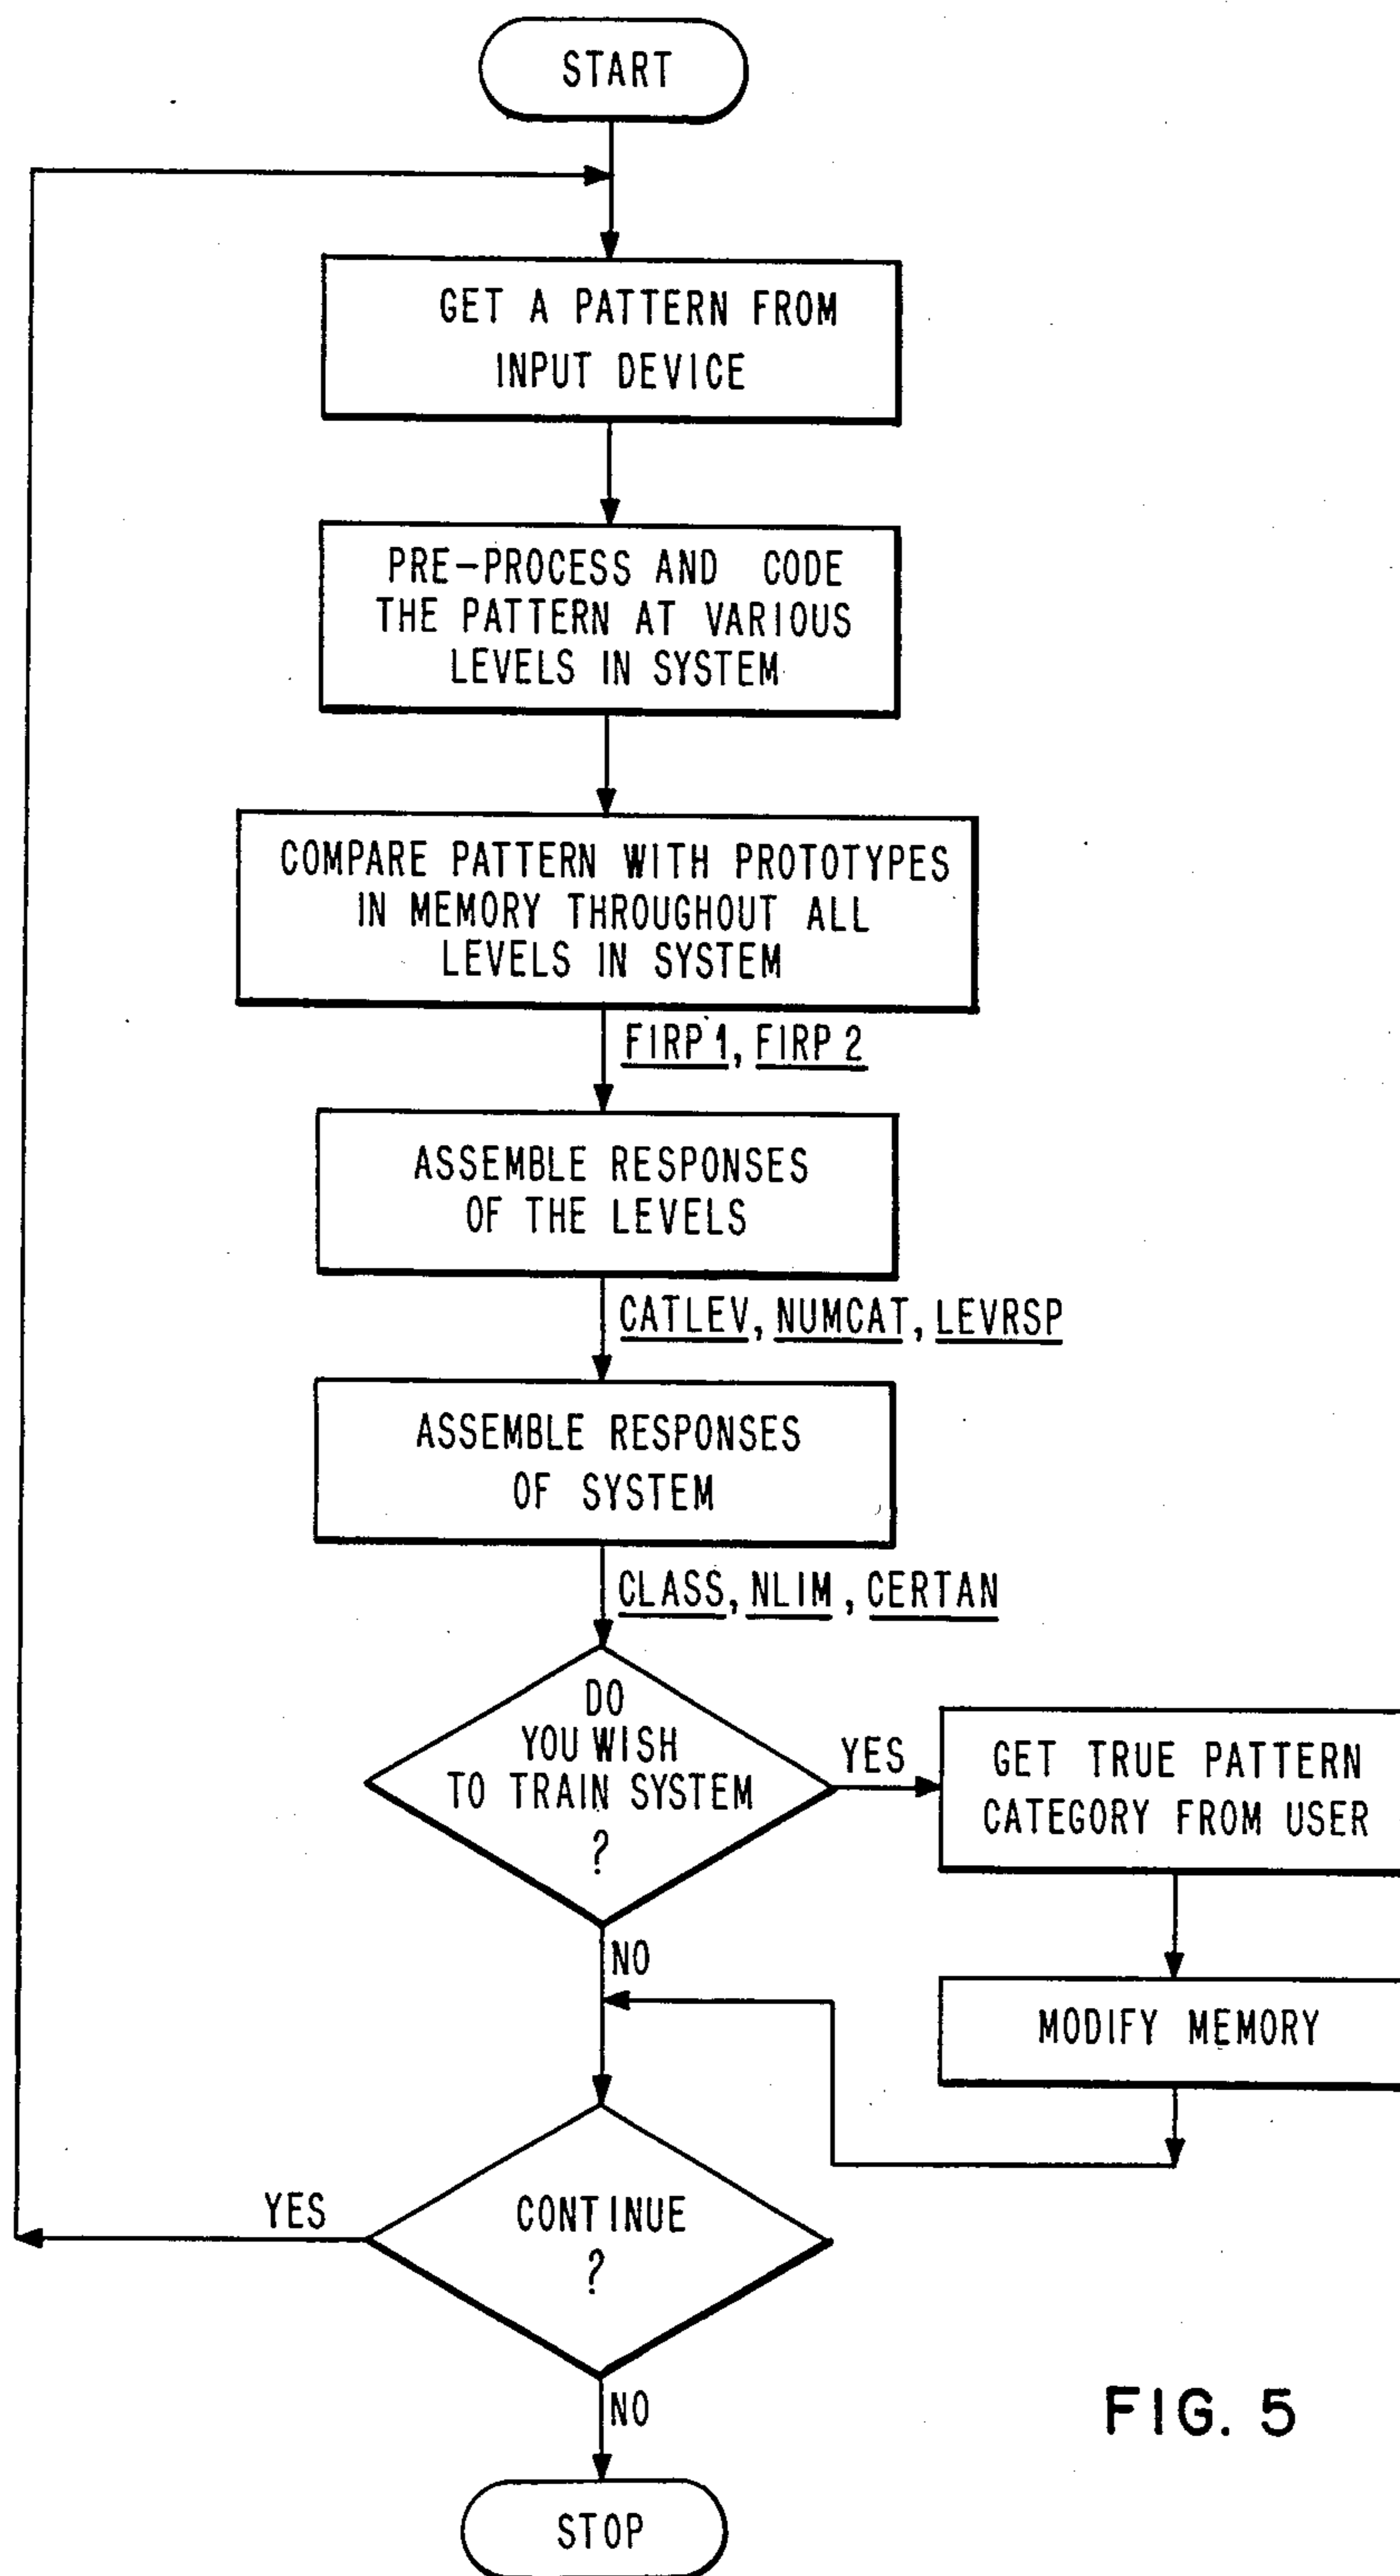 START
GET A PATTERN FROM
INPUT DEVICE
PRE-PROCESS AND CODE
THE PATTERN AT VARIOUS
LEVELS IN SYSTEM
COMPARE PATTERN WITH PROTOTYPES
IN MEMORY THROUGHOUT ALL
LEVELS IN SYSTEM
FIRP 1, FIRP 2
ASSEMBLE RESPONSES
OF THE LEVELS
CATLEV, NUMCAT, LEVRSP
ASSEMBLE RESPONSES
OF SYSTEM
CLASS, NLIM, CERTAN
DO
YOU WISH
TO TRAIN SYSTEM
?
YES
GET TRUE PATTERN
CATEGORY FROM USER
NO
MODIFY MEMORY
YES
CONTINUE
?
NO
STOP
FIG. 5